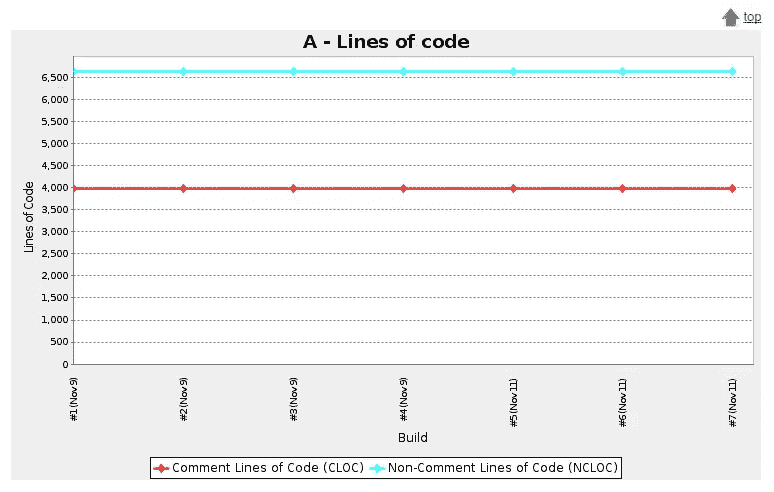 top
A - Lines of code
Lines of Code
6,500
6,000
5,500
5,000
4,500
4,000
3,500
3,000
2,500
2,000
1,500
1,000
500
0
#1(Nov 9)
#2(Nov 9)
#3(Nov 9)
#4(Nov 9)
#5(Nov 11)
#6(Nov 11)
#7(Nov 11)
Build
Comment Lines of Code (CLOC) Non-Comment Lines of Code (NCLOC)